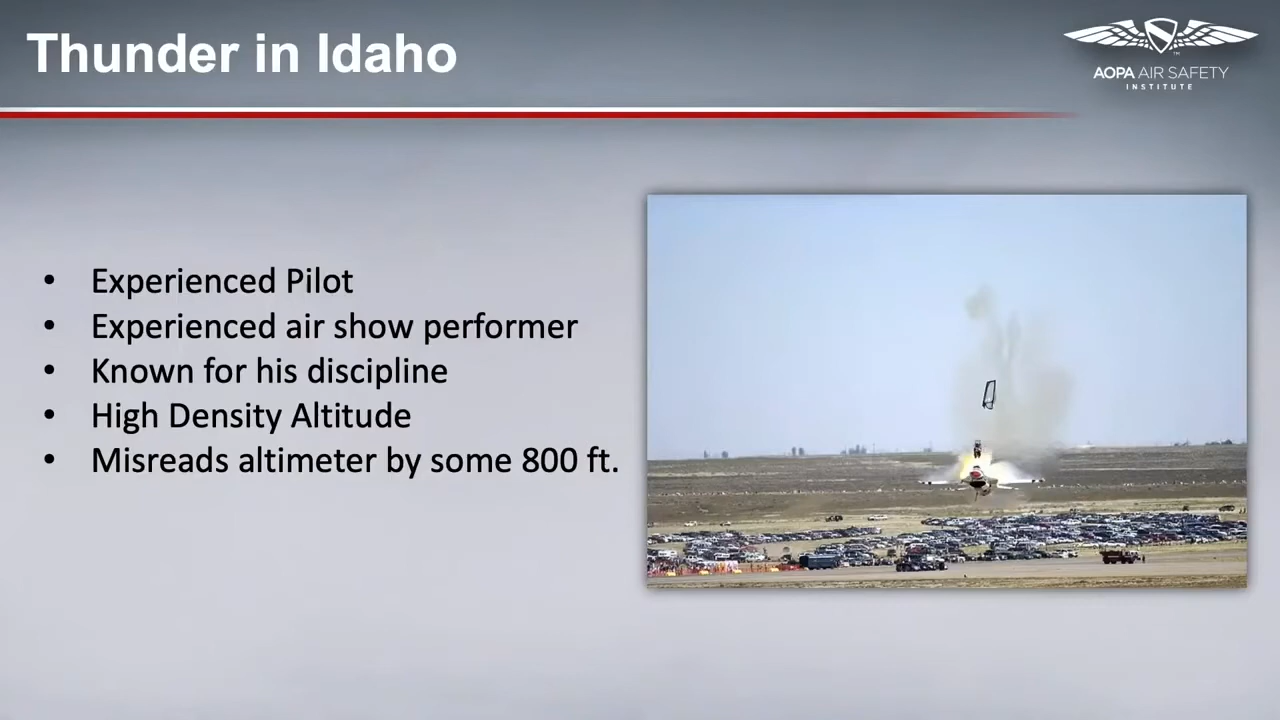 Thunder in Idaho
AOPA AIR SAFETY
INSTITUTE
• Experienced Pilot
• Experienced air show performer
• Known for his discipline
• High Density Altitude
• Misreads altimeter by some 800 ft.